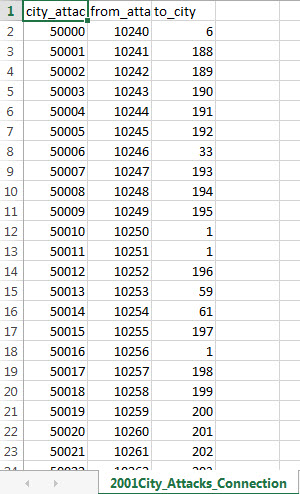 1 city_attac from_atta to_city
2 50000 10240 6
3 50001 10241 188
4 50002 10242 189
5 50003 10243 190
6 50004 10244 191
7 50005 10245 192
8 50006 10246 33
9 50007 10247 193
10 50008 10248 194
11 50009 10249 195
12 50010 10250 1
13 50011 10251 1
14 50012 10252 196
15 50013 10253 59
16 50014 10254 61
17 50015 10255 197
18 50016 10256 1
19 50017 10257 198
20 50018 10258 199
21 50019 10259 200
22 50020 10260 201
23 50021 10261 202
2001City_Attacks_Connection